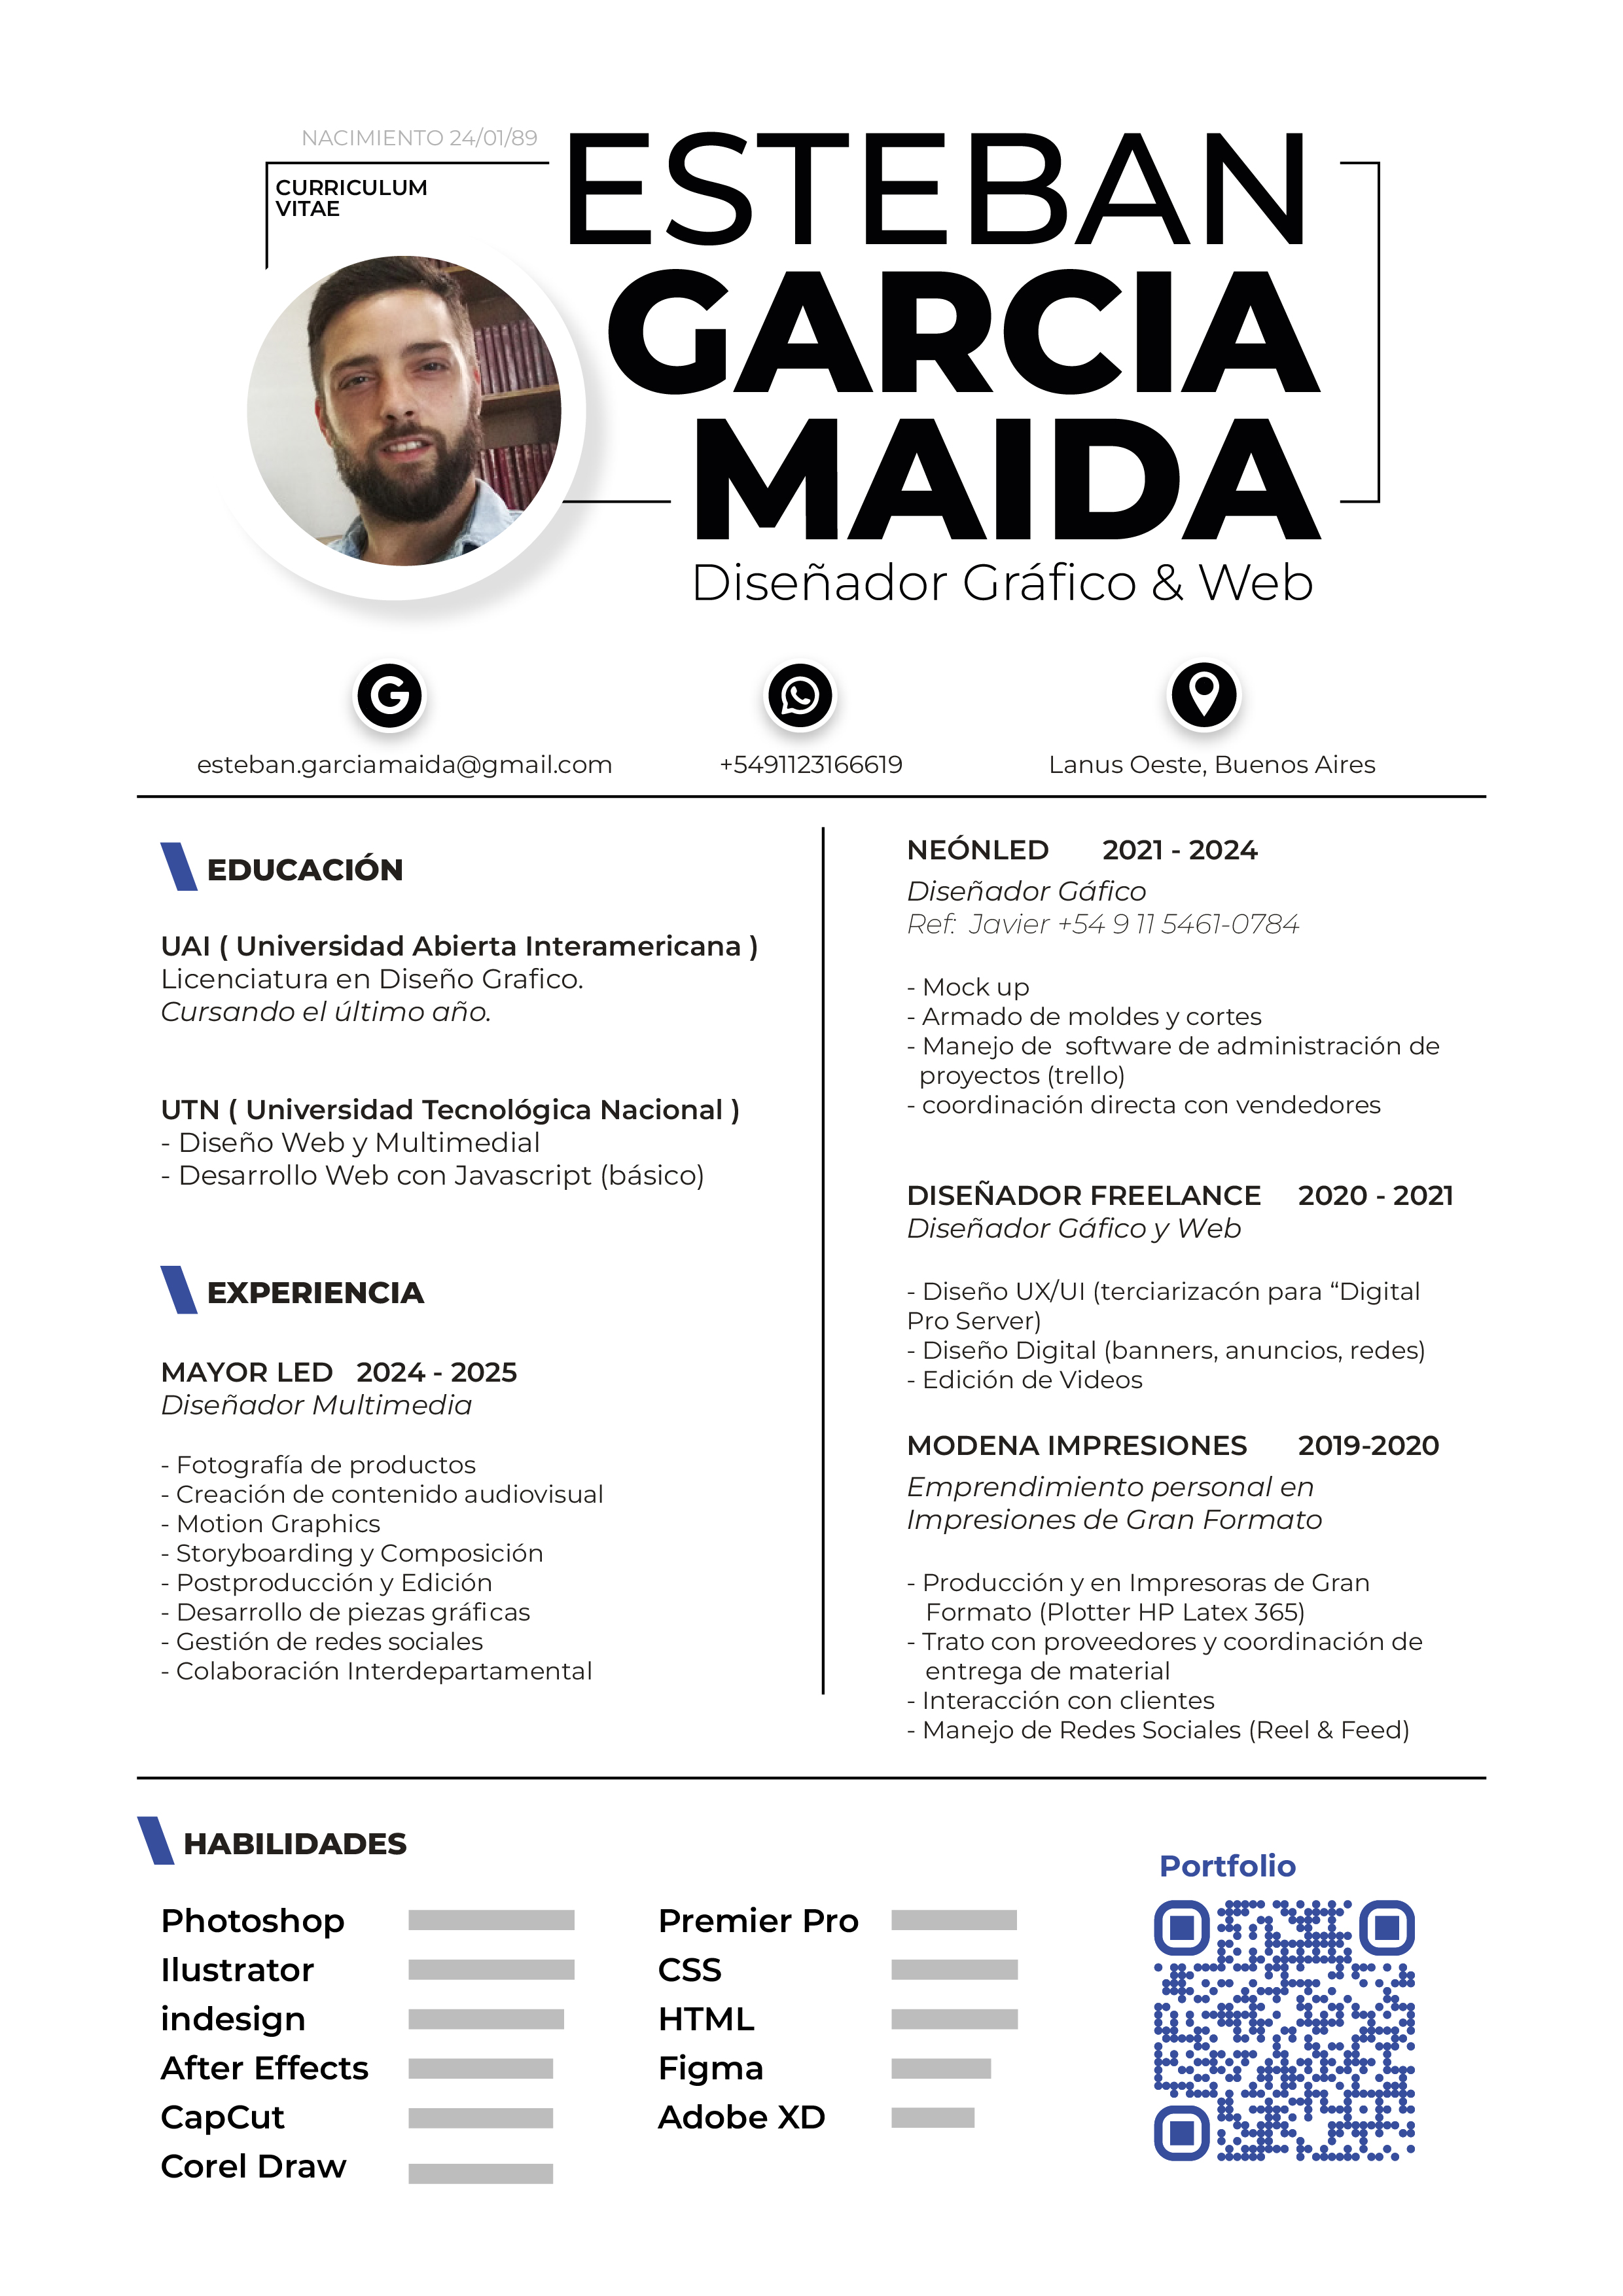 NACIMIENTO 24/01/89
CURRICULUM
VITAE
ESTEBAN
GARCIA
MAIDA
Diseñador Gráfico & Web
esteban.garciamaida@gmail.com
+5491123166619
Lanus Oeste, Buenos Aires
EDUCACIÓN
UAI ( Universidad Abierta Interamericana )
Licenciatura en Diseño Grafico.
Cursando el último año.
UTN ( Universidad Tecnológica Nacional )
- Diseño Web y Multimedial
- Desarrollo Web con Javascript (básico)
EXPERIENCIA
MAYOR LED 2024 - 2025
Diseñador Multimedia
- Fotografía de productos
- Creación de contenido audiovisual
- Motion Graphics
- Storyboarding y Composición
- Postproducción y Edición
- Desarrollo de piezas gráficas
- Gestión de redes sociales
- Colaboración Interdepartamental
NEÓNLED 2021 - 2024
Diseñador Gáfico
Ref: Javier +54 9 11 5461-0784
- Mock up
- Armado de moldes y cortes
- Manejo de software de administración de
proyectos (trello)
- coordinación directa con vendedores
DISEÑADOR FREELANCE 2020 - 2021
Diseñador Gáfico y Web
- Diseño UX/UI (terciarizacón para “Digital
Pro Server)
- Diseño Digital (banners, anuncios, redes)
- Edición de Videos
MODENA IMPRESIONES 2019-2020
Emprendimiento personal en
Impresiones de Gran Formato
- Producción y en Impresoras de Gran
Formato (Plotter HP Latex 365)
- Trato con proveedores y coordinación de
entrega de material
- Interacción con clientes
- Manejo de Redes Sociales (Reel & Feed)
HABILIDADES
Photoshop
Ilustrator
indesign
After Effects
CapCut
Corel Draw
Premier Pro
CSS
HTML
Figma
Adobe XD
Portfolio